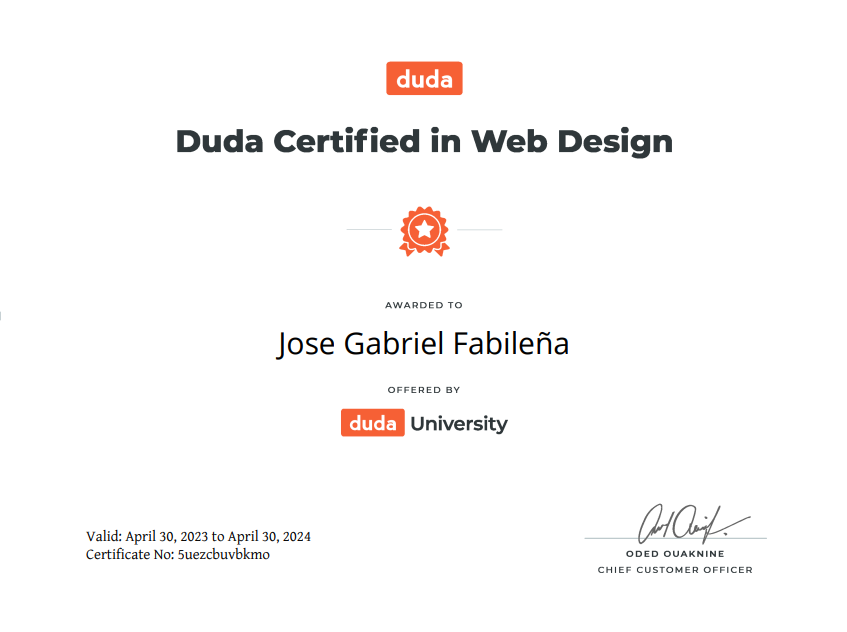 duda
Duda Certified in Web Design
AWARDED TO
Jose Gabriel Fabileña
OFFERED BY
duda University
Valid: April 30, 2023 to April 30, 2024
Certificate No: 5uezcbuvbkmo
ODED OUAKNINE
CHIEF CUSTOMER OFFICER